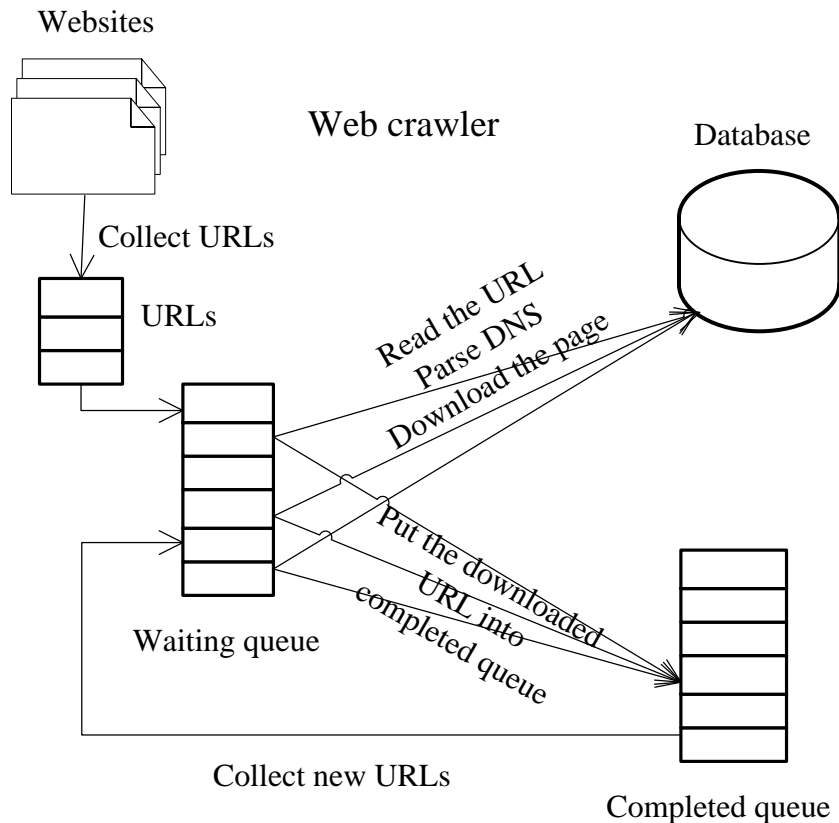 Websites
Web crawler
Database
Collect URLs
URLs
Read the URL
Parse DNS
Download the page
Put the downloaded
URL into
completed queue
Waiting queue
Collect new URLs
Completed queue